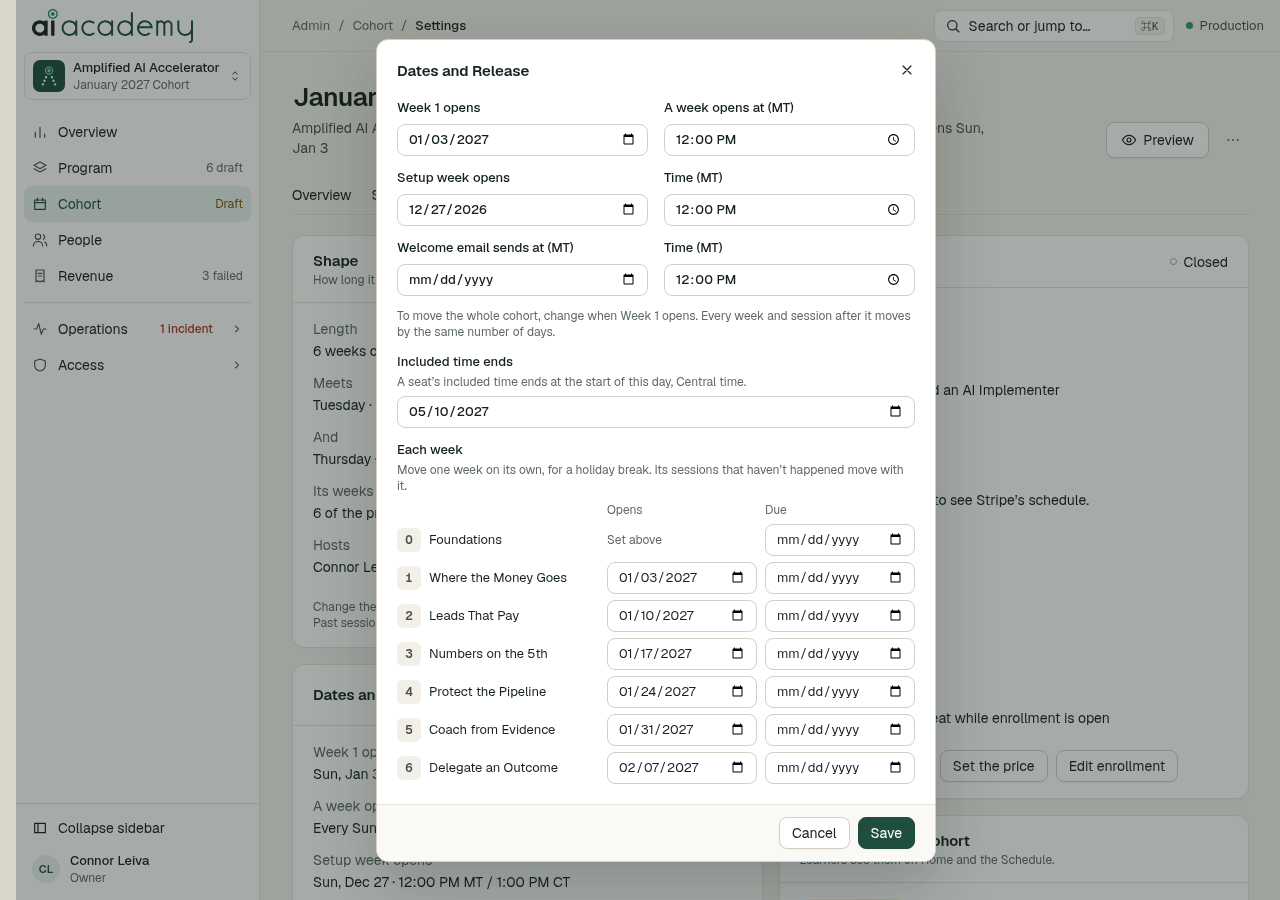 ai academy
Admin / Cohort / Settings
Search or jump to…
⌘K
Production
Amplified AI Accelerator
January 2027 Cohort
Overview
Program
6 draft
Cohort
Draft
People
Revenue
3 failed
Operations
1 incident
Access
Collapse sidebar
CL
Connor Leiva
Owner
Preview
Overview
Shape
How long it
Length
6 weeks
Meets
Tuesday ·
And
Thursday
Its weeks
6 of the
Hosts
Connor
Change the
Past
Week 1
Sun, Jan 3
A week
Every Sun
Setup week opens
Sun, Dec 27 · 12:00 PM MT / 1:00 PM CT
Dates and Release
Week 1 opens
A week opens at (MT)
01/03/2027
12:00 PM
Setup week opens
Time (MT)
12/27/2026
12:00 PM
Welcome email sends at (MT)
Time (MT)
mm/dd/yyyy
12:00 PM
To move the whole cohort, change when Week 1 opens. Every week and session after it moves
by the same number of days.
Included time ends
A seat’s included time ends at the start of this day, Central time.
05/10/2027
Each week
Move one week on its own, for a holiday break. Its sessions that haven’t happened move with
it.
Opens
Due
0 Foundations Set above mm/dd/yyyy
1 Where the Money Goes 01/03/2027 mm/dd/yyyy
2 Leads That Pay 01/10/2027 mm/dd/yyyy
3 Numbers on the 5th 01/17/2027 mm/dd/yyyy
4 Protect the Pipeline 01/24/2027 mm/dd/yyyy
5 Coach from Evidence 01/31/2027 mm/dd/yyyy
6 Delegate an Outcome 02/07/2027 mm/dd/yyyy
Cancel
Save
Sun,
Jan 3
Closed
an AI Implementer
to see Stripe’s schedule.
while enrollment is open
Set the price
Edit enrollment
Learners see them on Home and the Schedule.